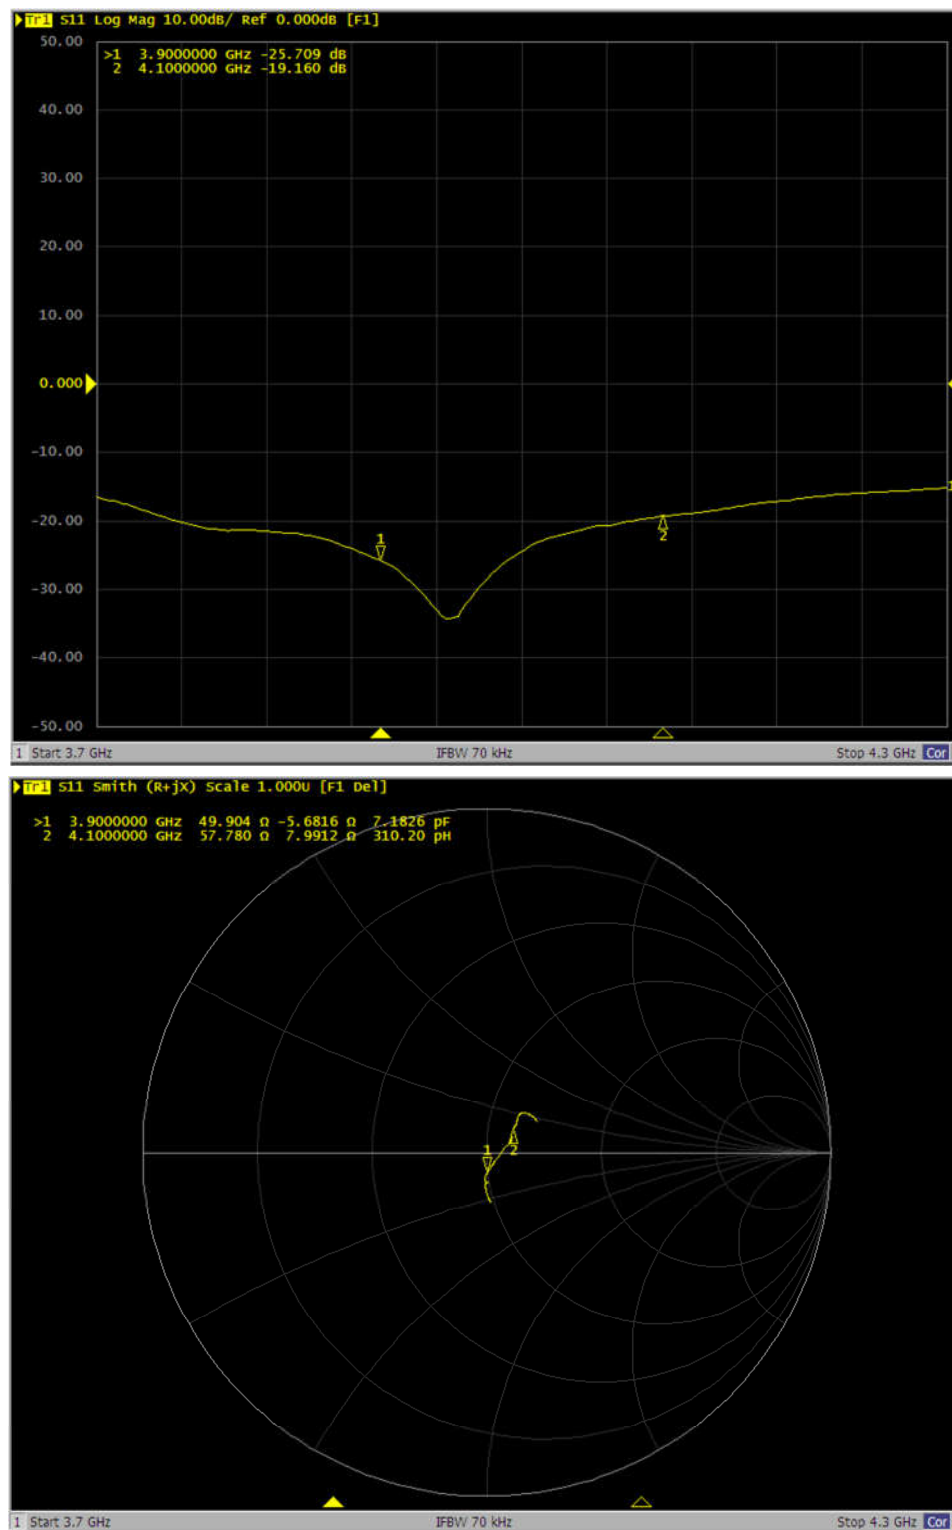 Tr1 S11 Log Mag 10.00dB/ Ref 0.000dB [F1]
50.00
>1 3.9000000 GHz -25.709 dB
2 4.1000000 GHz -19.160 dB
40.00
30.00
20.00
10.00
0.000
-10.00
1
-20.00
1
2
-30.00
-40.00
-50.00
1 Start 3.7 GHz IFBW 70 kHz Stop 4.3 GHz Cor
Tr1 S11 Smith (R+jX) Scale 1.000U [F1 Del]
>1 3.9000000 GHz 49.904 Ω -5.6816 Ω 7.1826 pF
2 4.1000000 GHz 57.780 Ω 7.9912 Ω 310.20 pH
1
2
1 Start 3.7 GHz IFBW 70 kHz Stop 4.3 GHz Cor